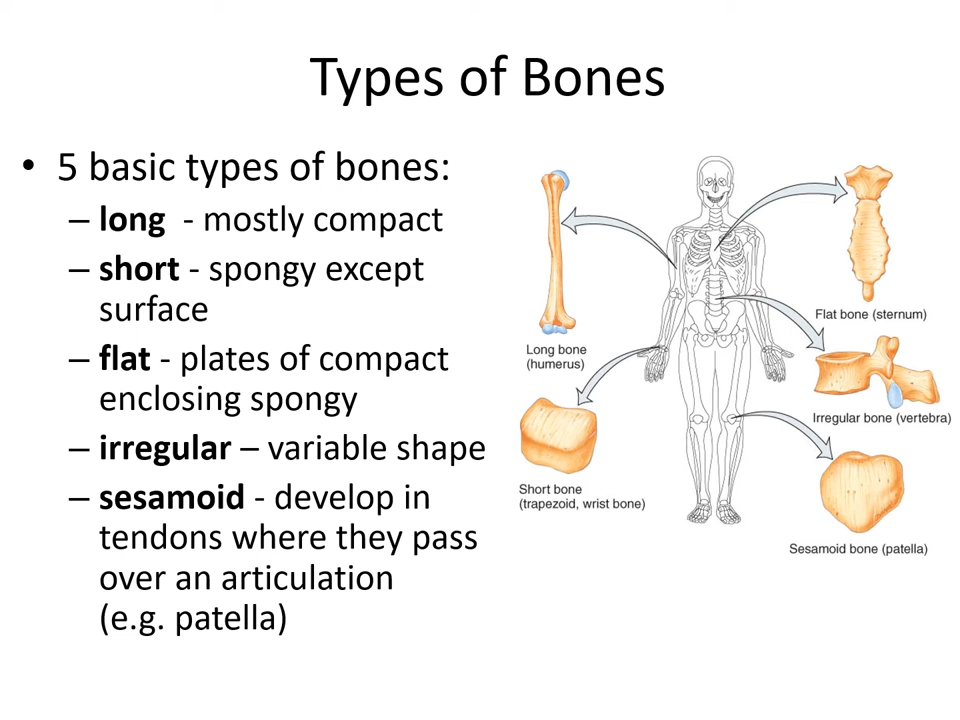 Types of Bones
• 5 basic types of bones:
– long - mostly compact
– short - spongy except
surface
– flat - plates of compact
enclosing spongy
– irregular – variable shape
– sesamoid - develop in
tendons where they pass
over an articulation
(e.g. patella)
Long bone
(humerus)
Short bone
(trapezoid, wrist bone)
Flat bone (sternum)
Irregular bone (vertebra)
Sesamoid bone (patella)